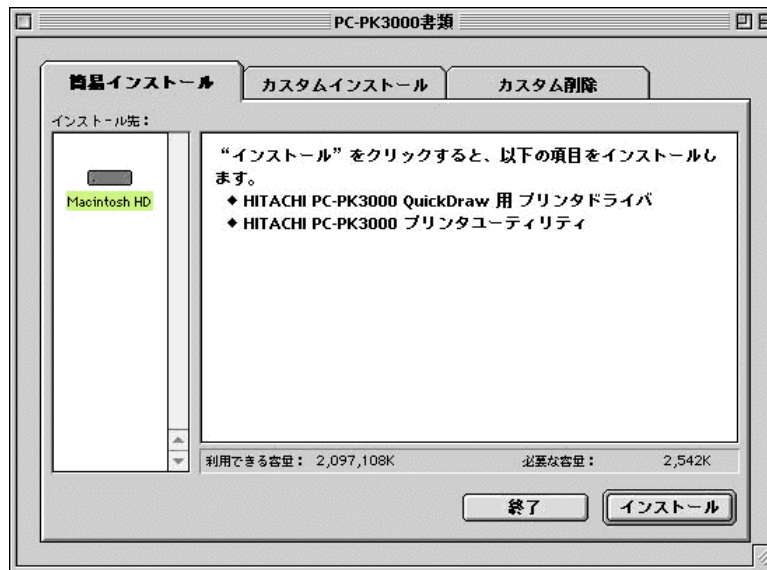 PC-PK3000書類
簡易インストール
カスタムインストール
カスタム削除
インストール先：
Macintosh HD
“インストール”をクリックすると、以下の項目をインストールし
ます。
◆ HITACHI PC-PK3000 QuickDraw 用 プリンタドライバ
◆ HITACHI PC-PK3000 プリンタユーティリティ
利用できる容量： 2,097,108K
必要な容量： 2,542K
終了
インストール